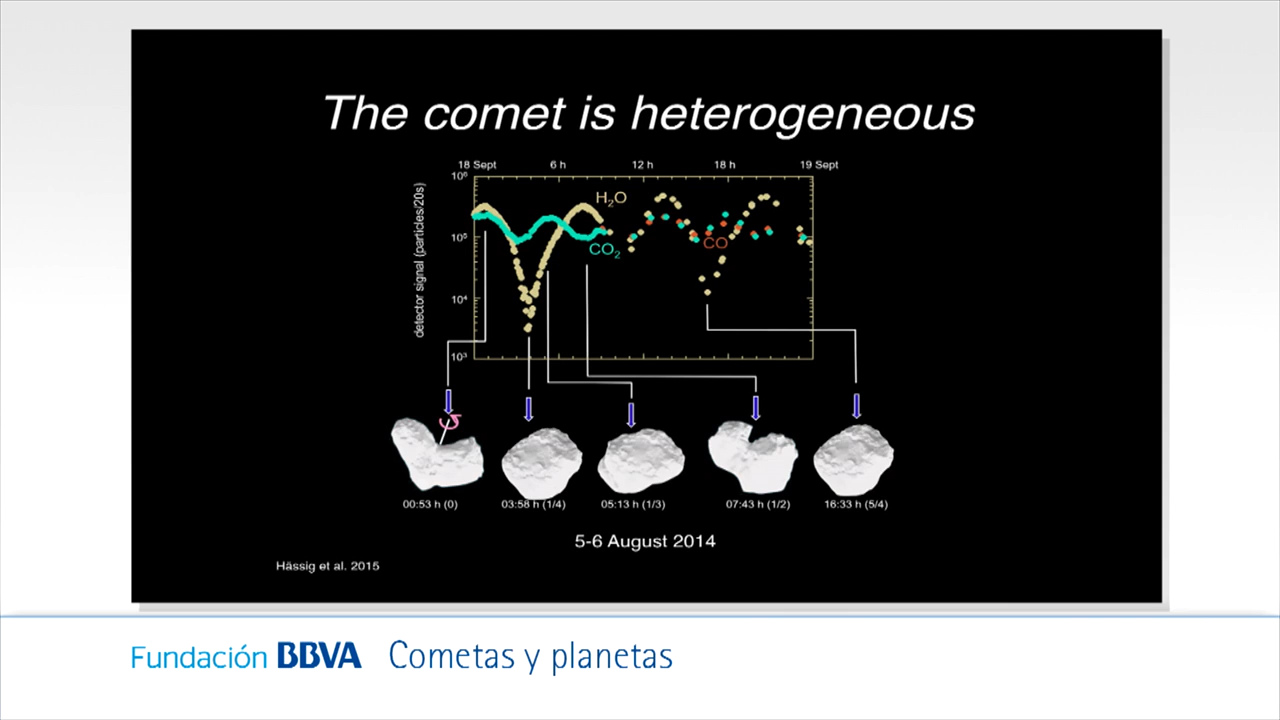 The comet is heterogeneous
18 Sept 6 h 12 h 18 h 19 Sept
10⁶
H₂O
10⁵
CO
CO₂
10⁴
10³
detector signal (particles/20s)
00:53 h (0) 03:58 h (1/4) 05:13 h (1/3) 07:43 h (1/2) 16:33 h (5/4)
5-6 August 2014
Hässig et al. 2015
Fundación BBVA Cometas y planetas